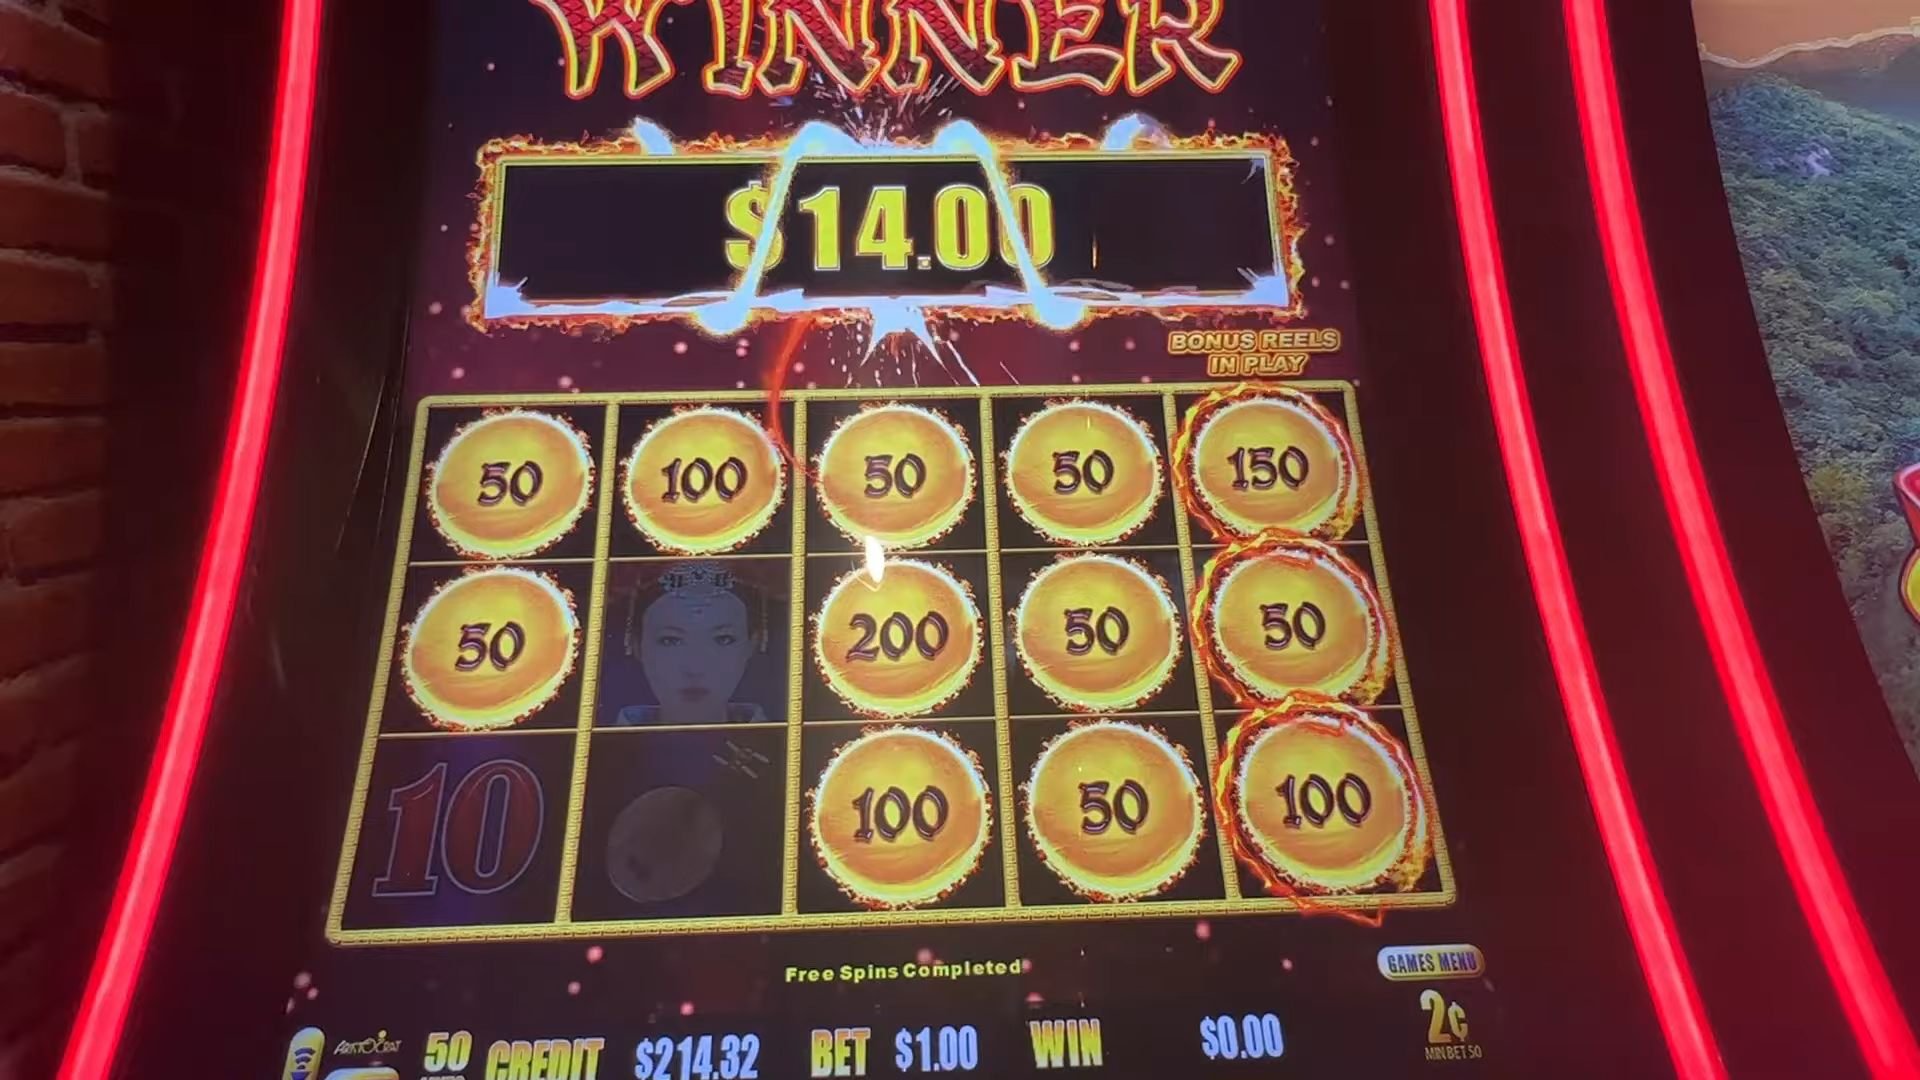 WINNER
$14.00
BONUS REELS
IN PLAY
50 100 50 50 150
50 200 50 50
10 100 50 100
Free Spins Completed
GAMES MENU
ARISTOCRAT 50 CREDIT $214.32 BET $1.00 WIN $0.00 2¢
MIN BET 50